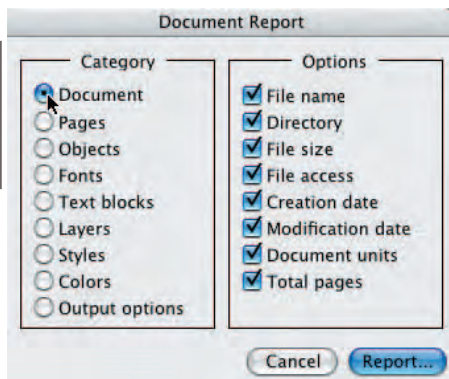 Document Report
Category
Document
Pages
Objects
Fonts
Text blocks
Layers
Styles
Colors
Output options
Options
File name
Directory
File size
File access
Creation date
Modification date
Document units
Total pages
Cancel
Report...